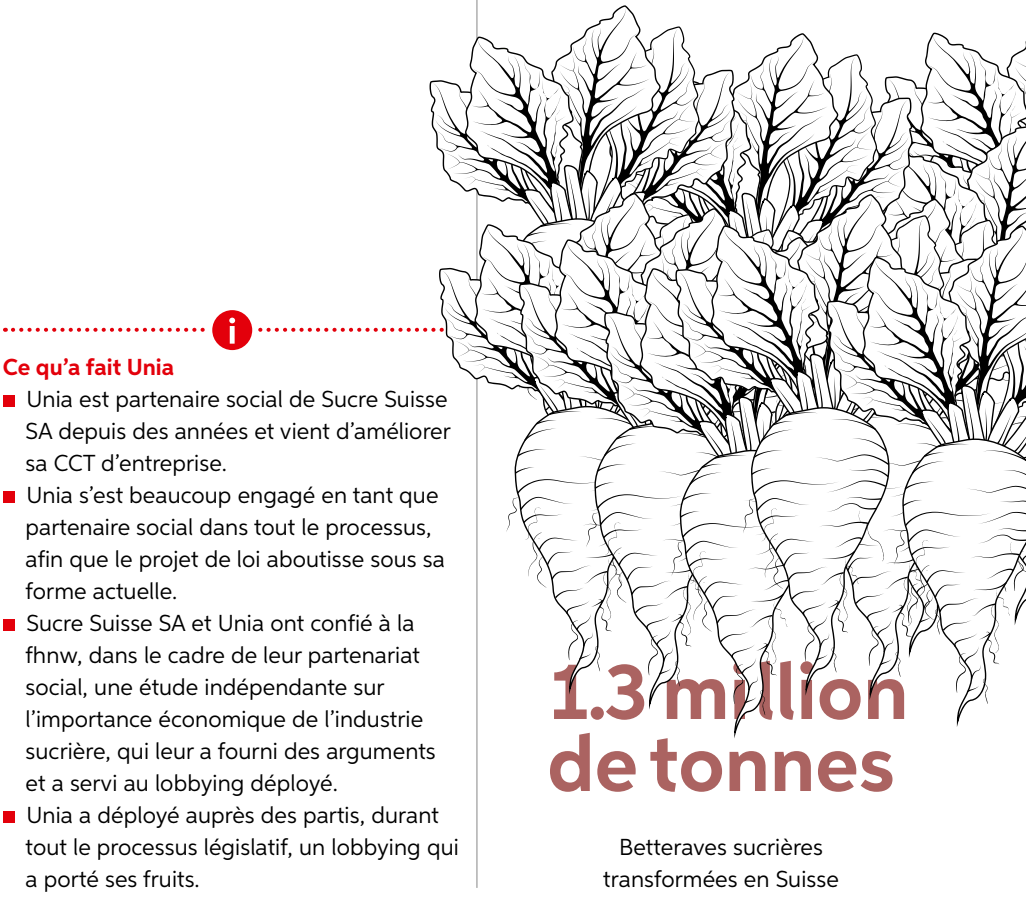 i
Ce qu’a fait Unia
■ Unia est partenaire social de Sucre Suisse
SA depuis des années et vient d’améliorer
sa CCT d’entreprise.
■ Unia s’est beaucoup engagé en tant que
partenaire social dans tout le processus,
afin que le projet de loi aboutisse sous sa
forme actuelle.
■ Sucre Suisse SA et Unia ont confié à la
fhnw, dans le cadre de leur partenariat
social, une étude indépendante sur
l’importance économique de l’industrie
sucrière, qui leur a fourni des arguments
et a servi au lobbying déployé.
■ Unia a déployé auprès des partis, durant
tout le processus législatif, un lobbying qui
a porté ses fruits.
1.3 million
de tonnes
Betteraves sucrières
transformées en Suisse